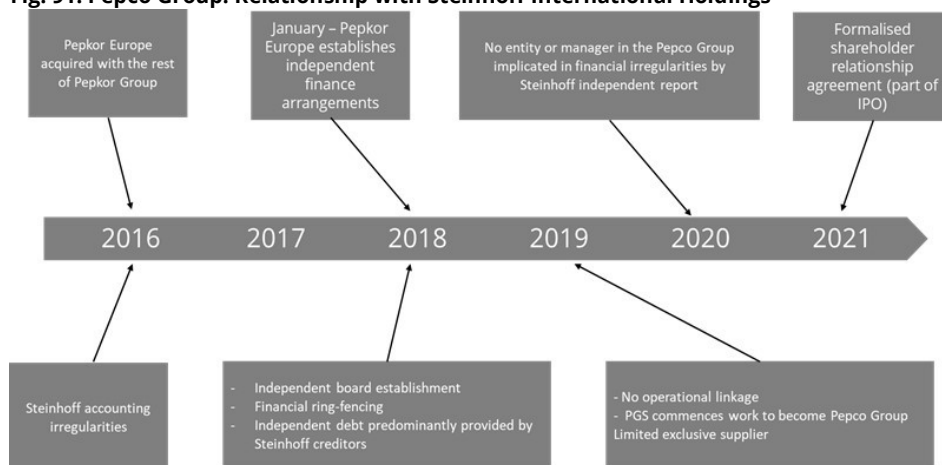 Fig. 91: Pepco Group: Relationship with Steinhoff International Holdings
Pepkor Europe
acquired with the rest
of Pepkor Group
January – Pepkor
Europe establishes
independent
finance
arrangements
No entity or manager in the Pepco Group
implicated in financial irregularities by
Steinhoff independent report
Formalised
shareholder
relationship
agreement (part of
IPO)
2016
2017
2018
2019
2020
2021
Steinhoff accounting
irregularities
- Independent board establishment
- Financial ring-fencing
- Independent debt predominantly provided by
Steinhoff creditors
- No operational linkage
- PGS commences work to become Pepco Group
Limited exclusive supplier